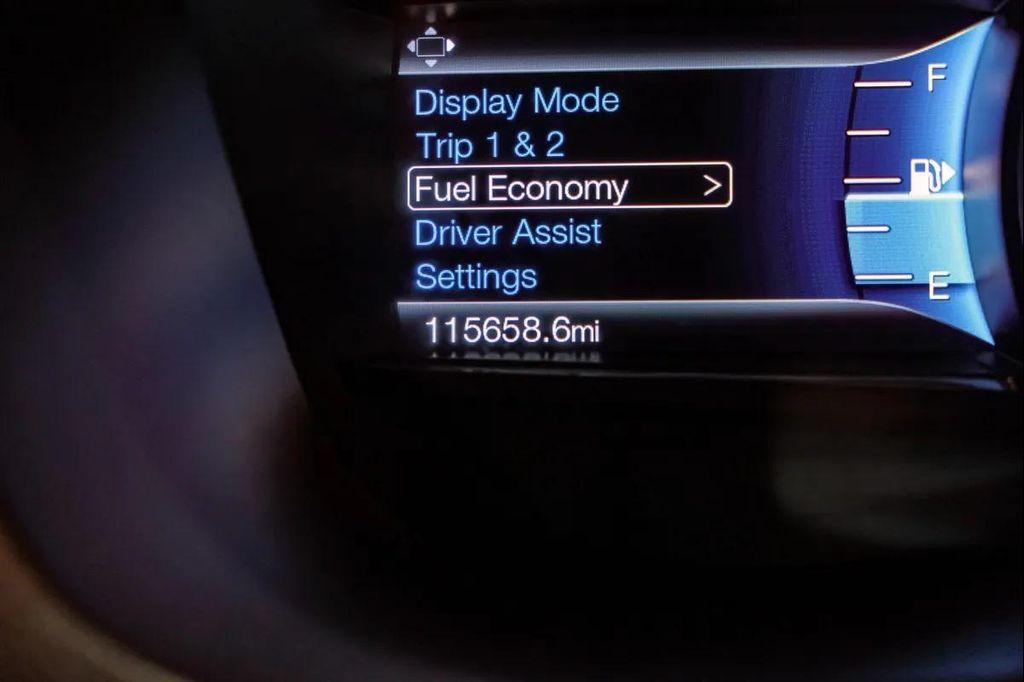 Display Mode
Trip 1 & 2
Fuel Economy >
Driver Assist
Settings
115658.6mi
F
E